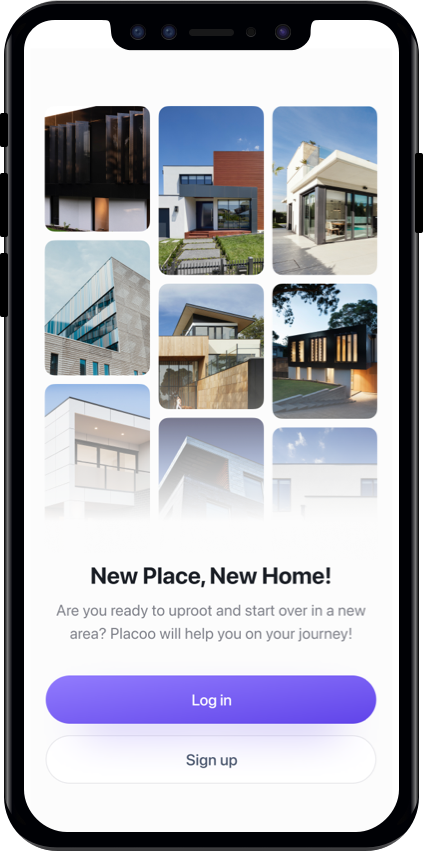 New Place, New Home!
Are you ready to uproot and start over in a new
area? Placoo will help you on your journey!
Log in
Sign up